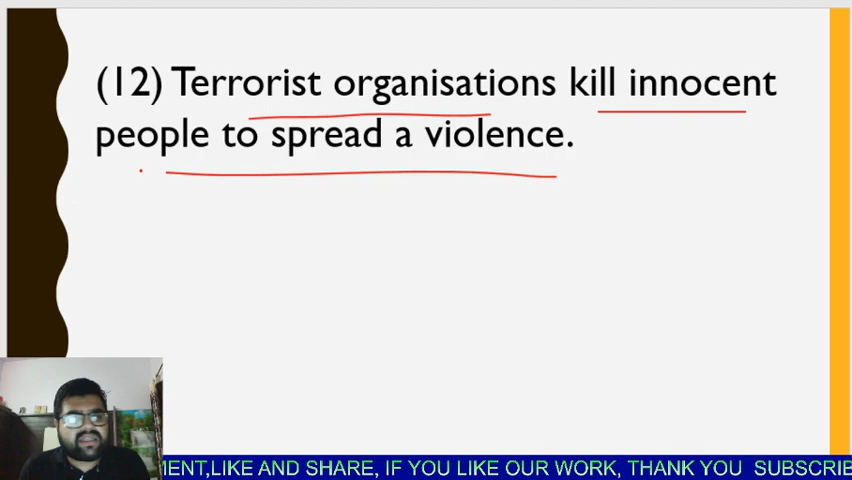 (12) Terrorist organisations kill innocent
people to spread a violence.
MENT,LIKE AND SHARE, IF YOU LIKE OUR WORK, THANK YOU SUBSCRIB